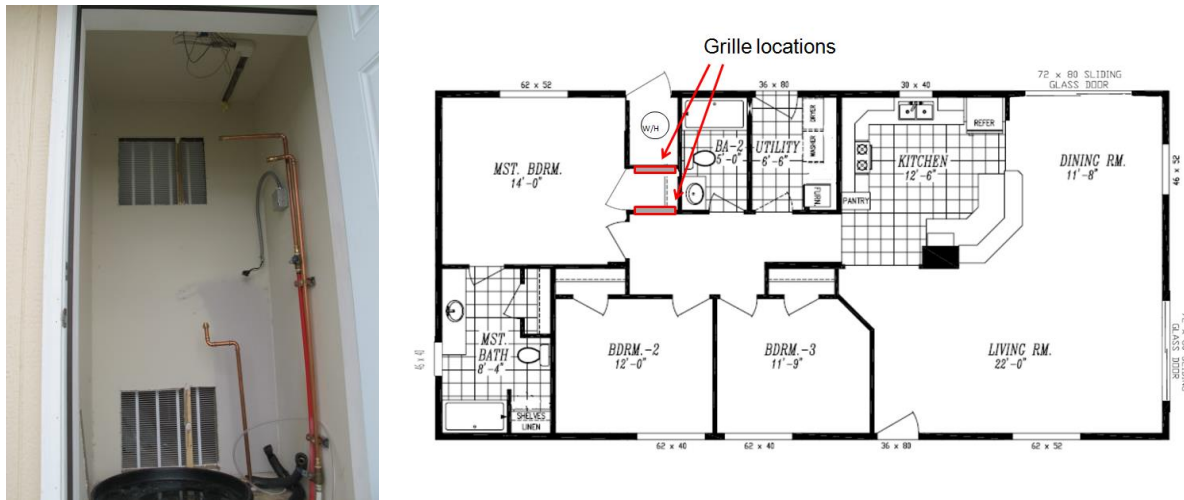 Grille locations
62 x 52
36 x 80
30 x 40
72 x 80 SLIDING
GLASS DOOR
W/H
DRYER
WASHER
REFER
MST. BDRM.
14'-0"
BA-2
5'-0"
UTILITY
6'-6"
KITCHEN
12'-6"
DINING RM.
11'-8"
46 x 52
FURN.
PANTRY
MST.
BATH
8'-4"
BDRM.-2
12'-0"
BDRM.-3
11'-9"
LIVING RM.
22'-0"
GLASS DOOR
SHELVES
LINEN
62 x 40
62 x 40
36 x 80
62 x 52